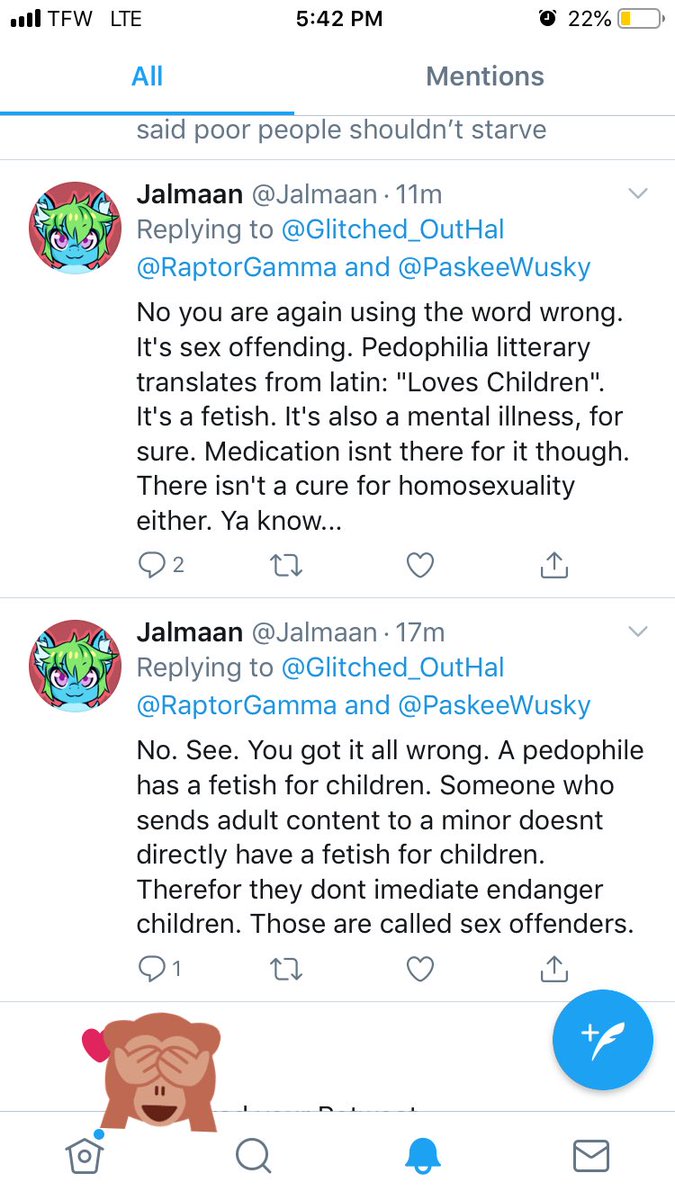 TFW LTE 5:42 PM 22%
All Mentions
said poor people shouldn’t starve
Jalmaan @Jalmaan · 11m
Replying to @Glitched_OutHal
@RaptorGamma and @PaskeeWusky
No you are again using the word wrong.
It's sex offending. Pedophilia litterary
translates from latin: "Loves Children".
It's a fetish. It's also a mental illness, for
sure. Medication isnt there for it though.
There isn't a cure for homosexuality
either. Ya know...
2
Jalmaan @Jalmaan · 17m
Replying to @Glitched_OutHal
@RaptorGamma and @PaskeeWusky
No. See. You got it all wrong. A pedophile
has a fetish for children. Someone who
sends adult content to a minor doesnt
directly have a fetish for children.
Therefor they dont imediate endanger
children. Those are called sex offenders.
1